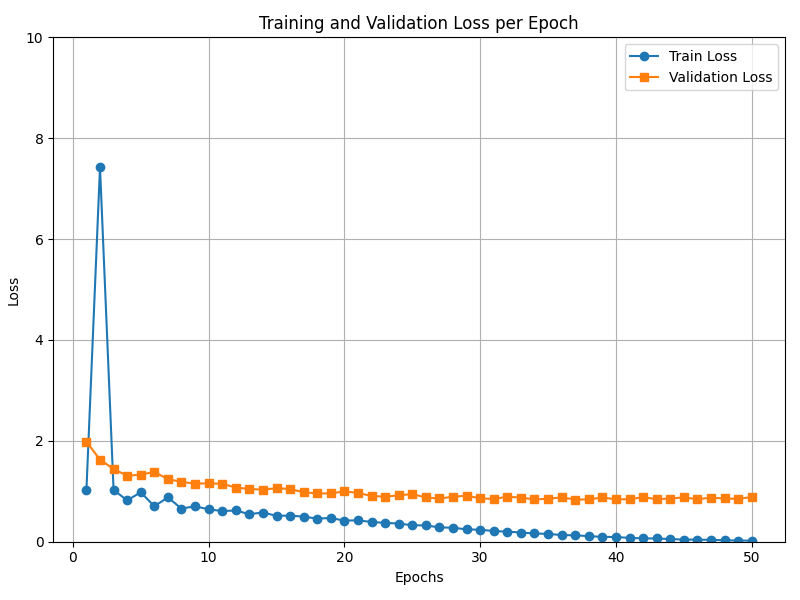 Training and Validation Loss per Epoch
Train Loss
Validation Loss
10
8
6
4
2
0
Loss
0 10 20 30 40 50
Epochs